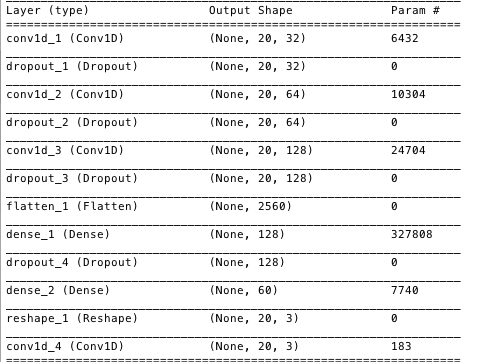 Layer (type) Output Shape Param #
conv1d_1 (Conv1D) (None, 20, 32) 6432
dropout_1 (Dropout) (None, 20, 32) 0
conv1d_2 (Conv1D) (None, 20, 64) 10304
dropout_2 (Dropout) (None, 20, 64) 0
conv1d_3 (Conv1D) (None, 20, 128) 24704
dropout_3 (Dropout) (None, 20, 128) 0
flatten_1 (Flatten) (None, 2560) 0
dense_1 (Dense) (None, 128) 327808
dropout_4 (Dropout) (None, 128) 0
dense_2 (Dense) (None, 60) 7740
reshape_1 (Reshape) (None, 20, 3) 0
conv1d_4 (Conv1D) (None, 20, 3) 183